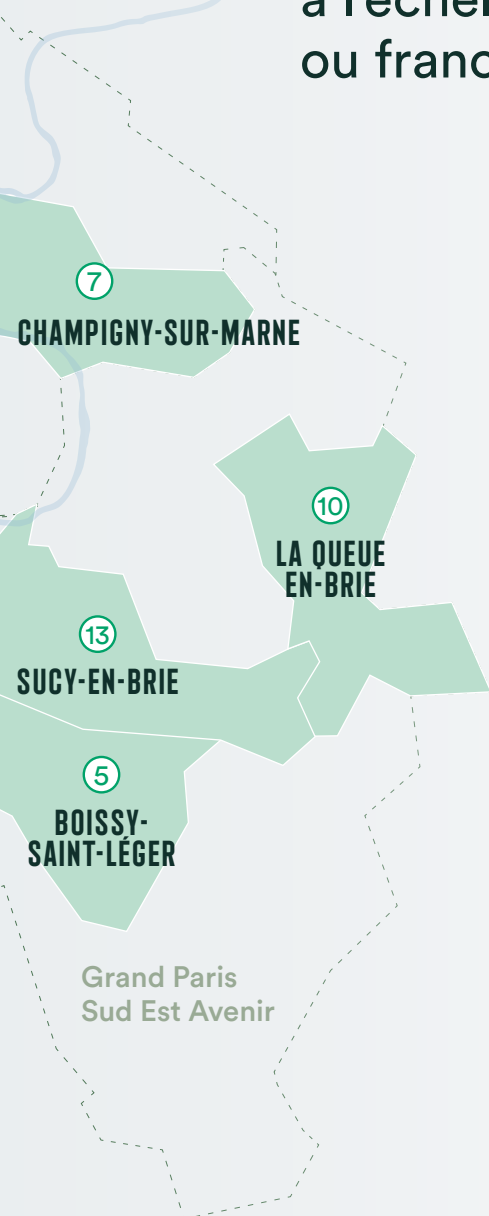 ou
7
CHAMPIGNY-SUR-MARNE
10
LA QUEUE
EN-BRIE
13
SUCY-EN-BRIE
5
BOISSY-
SAINT-LÉGER
Grand Paris
Sud Est Avenir